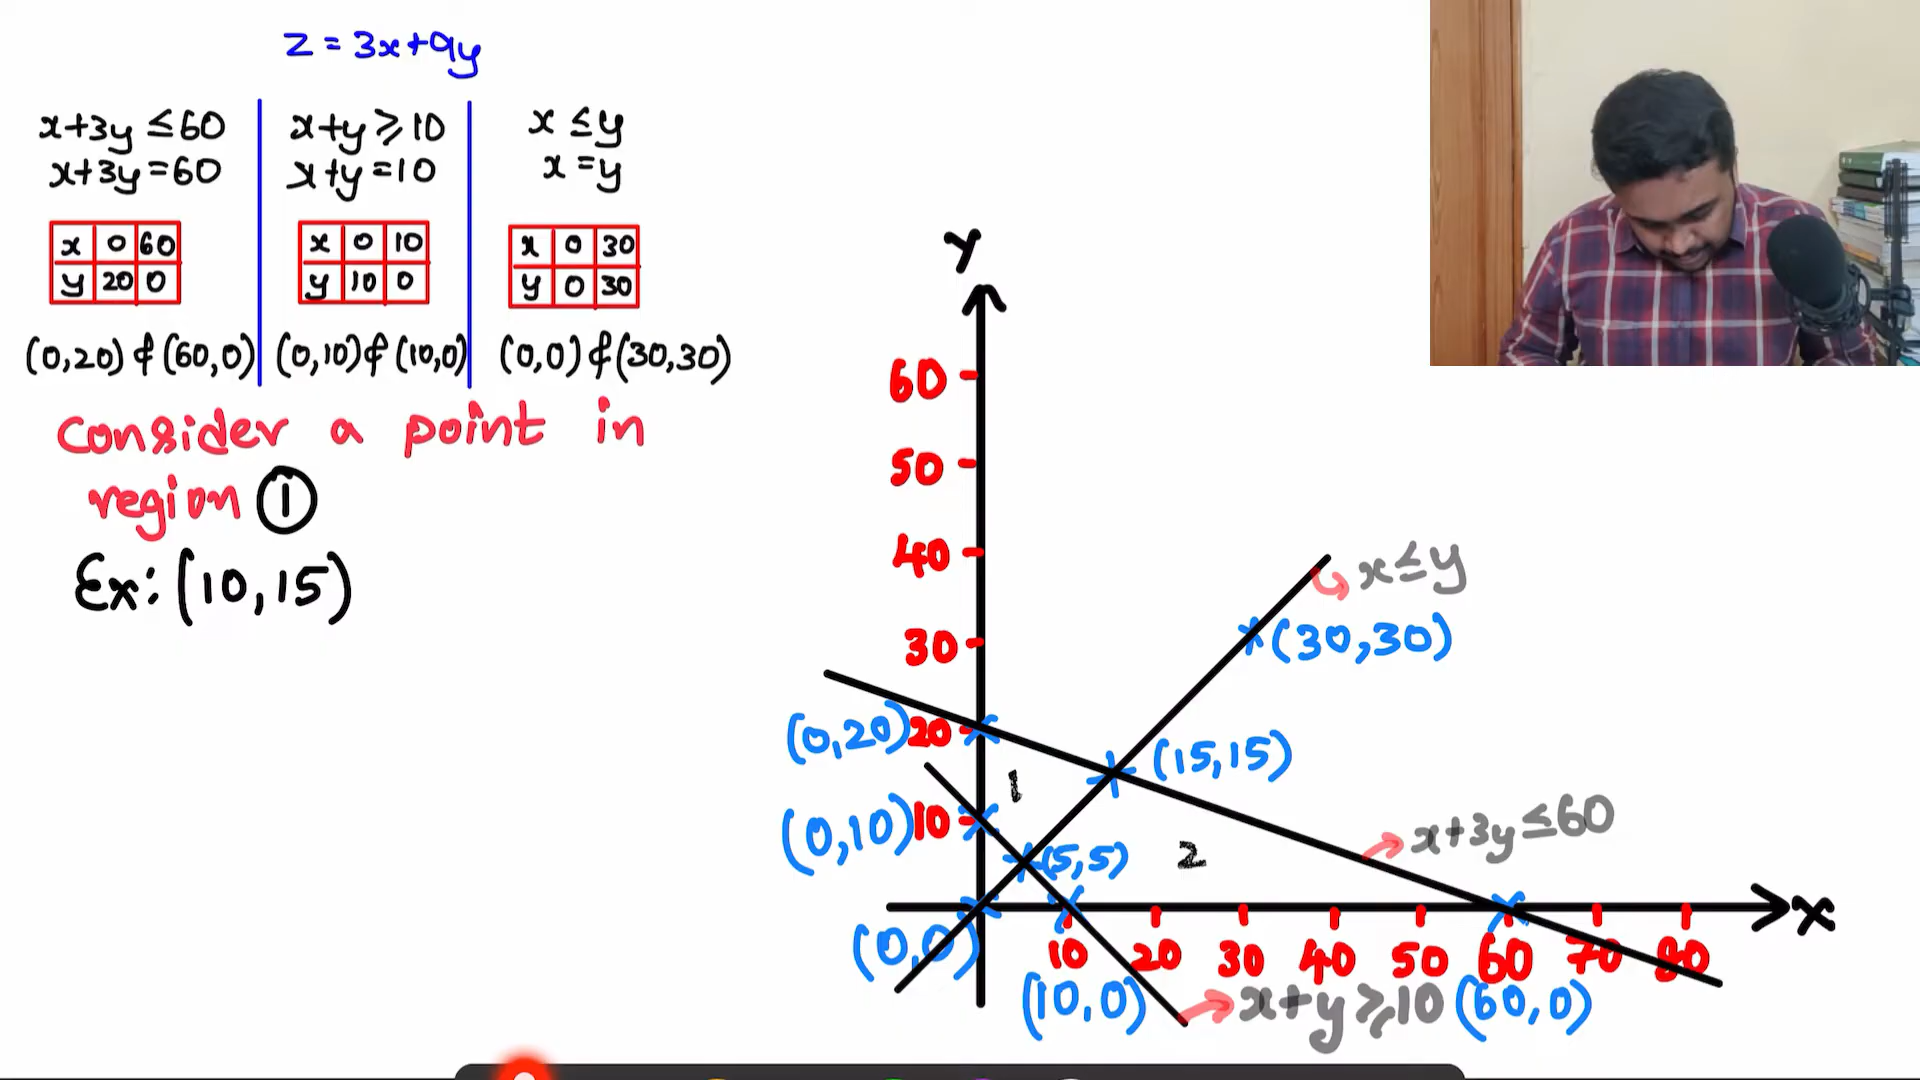 z = 3x+9y
x+3y ≤ 60
x+3y = 60
x 0 60
y 20 0
(0,20) & (60,0)
x+y ≥ 10
x+y = 10
x 0 10
y 10 0
(0,10) & (10,0)
x ≤ y
x = y
x 0 30
y 0 30
(0,0) & (30,30)
Consider a point in
region ①
Ex: (10,15)
Y
60
50
40
x ≤ y
30
(30,30)
(0,20)
20
(15,15)
1
(0,10)
10
x+3y ≤ 60
(5,5)
2
X
(0,0)
10 20 30 40 50 60 70 80
(10,0)
x+y ≥ 10
(60,0)